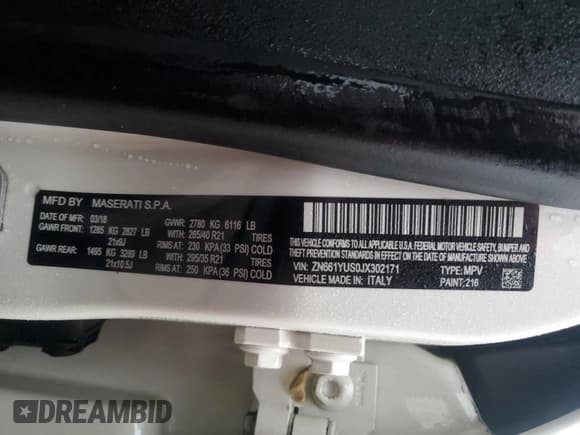 MFD BY MASERATI S.P.A.
DATE OF MFR: 03/18 GVWR: 2780 KG 6116 LB
GAWR FRONT: 1285 KG 2827 LB WITH: 265/40 R21 TIRES
21x9J RIMS AT: 230 KPA (33 PSI) COLD
GAWR REAR: 1495 KG 3289 LB WITH: 295/35 R21 TIRES
21x10.5J RIMS AT: 250 KPA (36 PSI) COLD
THIS VEHICLE CONFORMS TO ALL APPLICABLE
U.S.A. FEDERAL MOTOR VEHICLE SAFETY, BUMPER AND
THEFT PREVENTION STANDARDS IN EFFECT ON THE
DATE OF MANUFACTURE SHOWN ABOVE.
VIN: ZN661YUS0JX302171 TYPE: MPV
VEHICLE MADE IN: ITALY PAINT: 216
DREAMBID